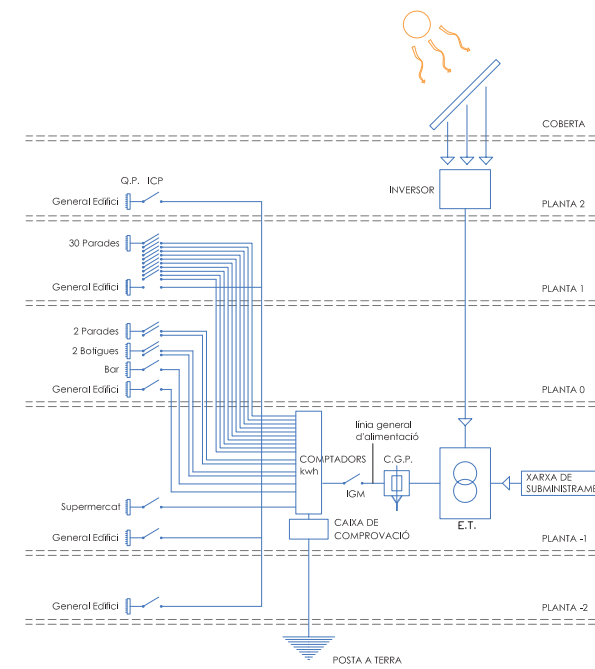 COBERTA
Q.P. ICP
INVERSOR
General Edifici
PLANTA 2
30 Parades
General Edifici
PLANTA 1
2 Parades
2 Botigues
Bar
General Edifici
PLANTA 0
línia general
d'alimentació
COMPTADORS
kwh
C.G.P.
IGM
XARXA DE
SUBMINISTRAME
Supermercat
E.T.
CAIXA DE
COMPROVACIÓ
General Edifici
PLANTA -1
General Edifici
PLANTA -2
POSTA A TERRA